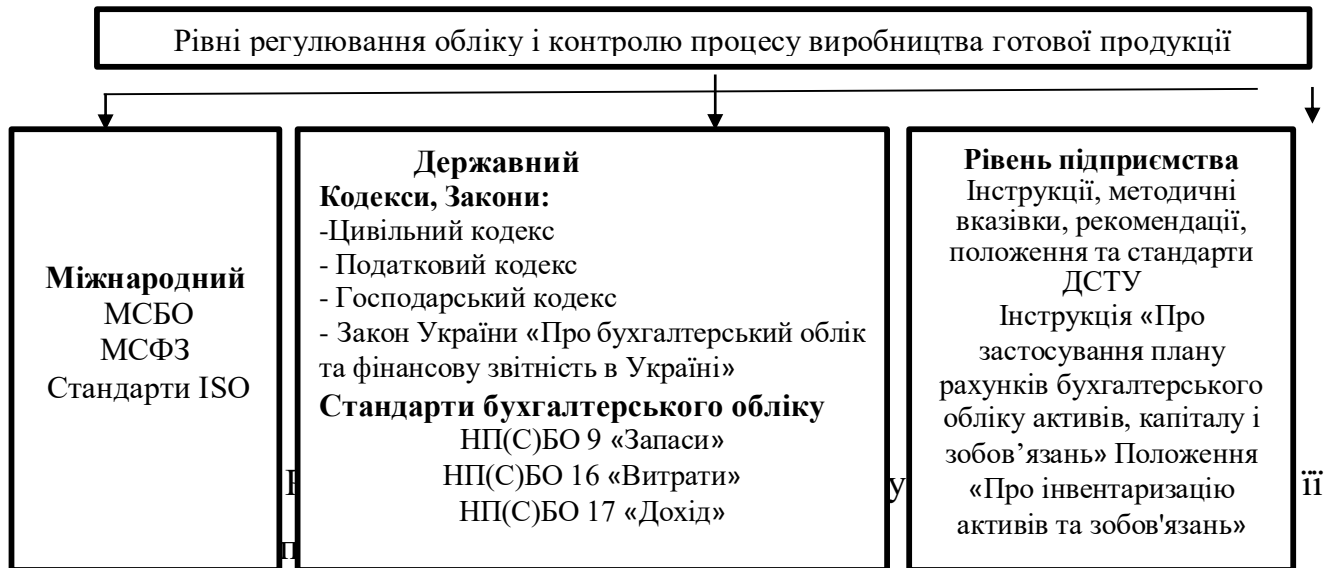 Рівні регулювання обліку і контролю процесу виробництва готової продукції
Міжнародний
МСБО
МСФЗ
Стандарти ISO
Державний
Кодекси, Закони:
-Цивільний кодекс
- Податковий кодекс
- Господарський кодекс
- Закон України «Про бухгалтерський облік
та фінансову звітність в Україні»
Стандарти бухгалтерського обліку
НП(С)БО 9 «Запаси»
НП(С)БО 16 «Витрати»
НП(С)БО 17 «Дохід»
Рівень підприємства
Інструкції, методичні
вказівки, рекомендації,
положення та стандарти
ДСТУ
Інструкція «Про
застосування плану
рахунків бухгалтерського
обліку активів, капіталу і
зобов’язань» Положення
«Про інвентаризацію
активів та зобов'язань»